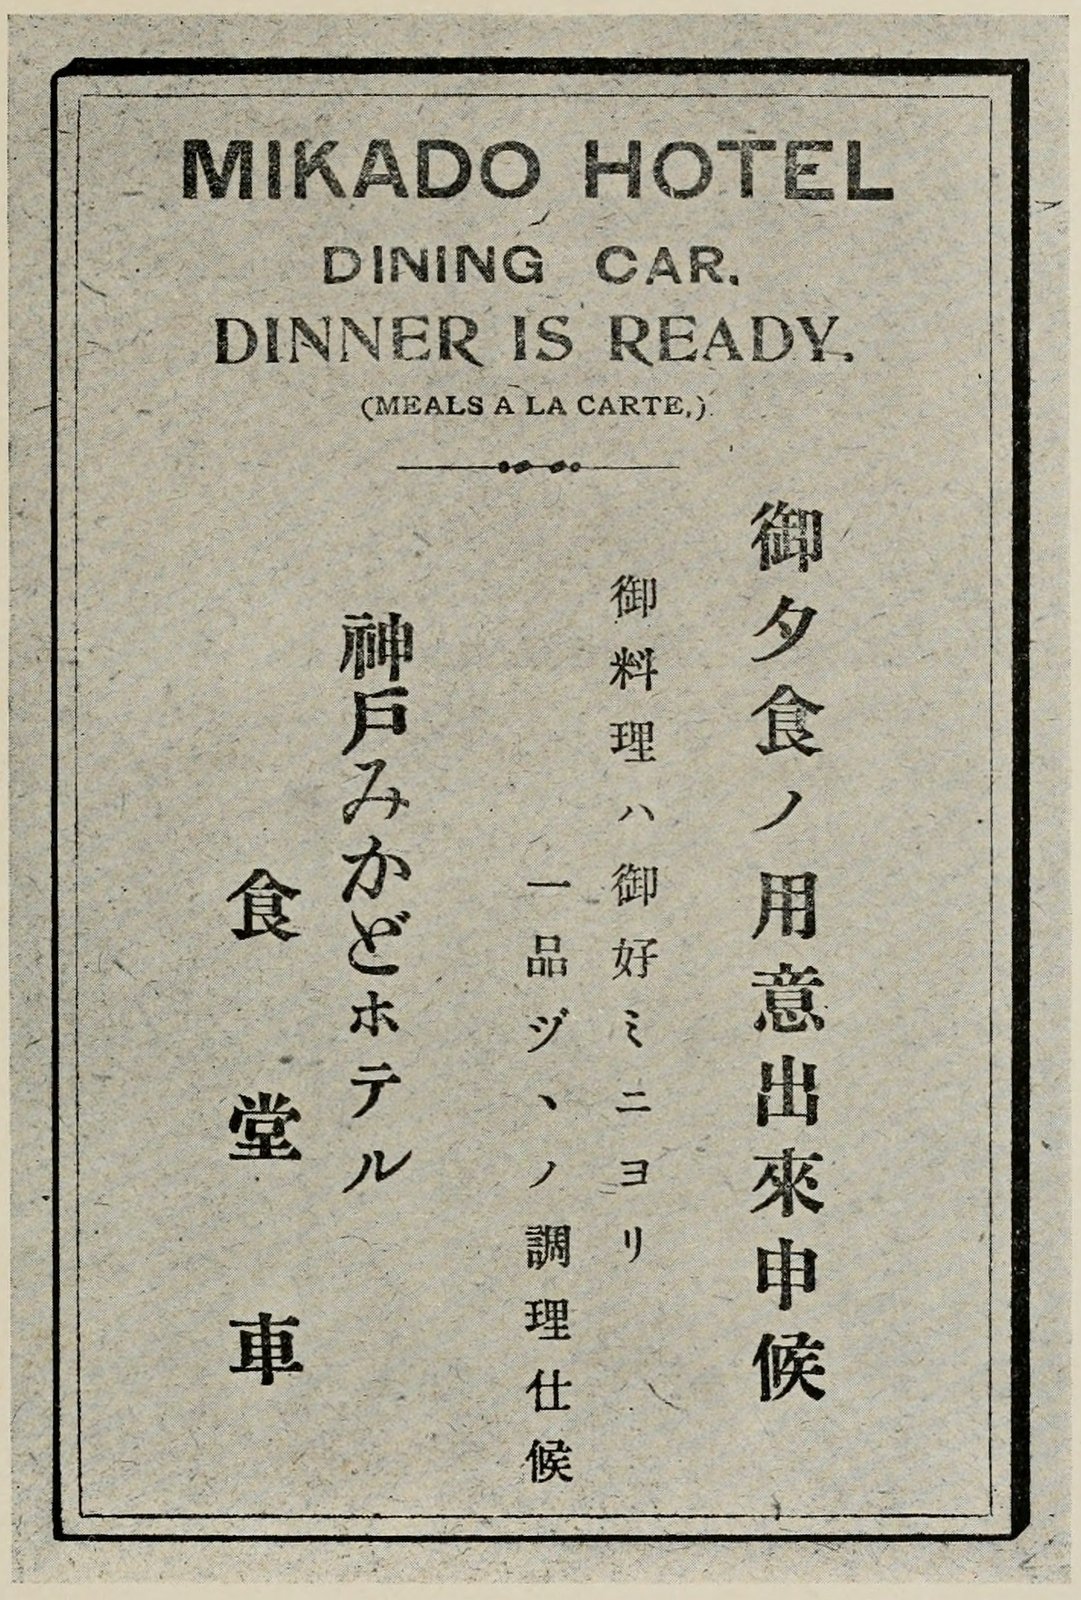 MIKADO HOTEL
DINING CAR.
DINNER IS READY.
(MEALS A LA CARTE,)
御夕食ノ用意出來申候
御料理ハ御好ミニヨリ
一品ヅヽノ調理仕候
神戸みかどホテル
食堂車